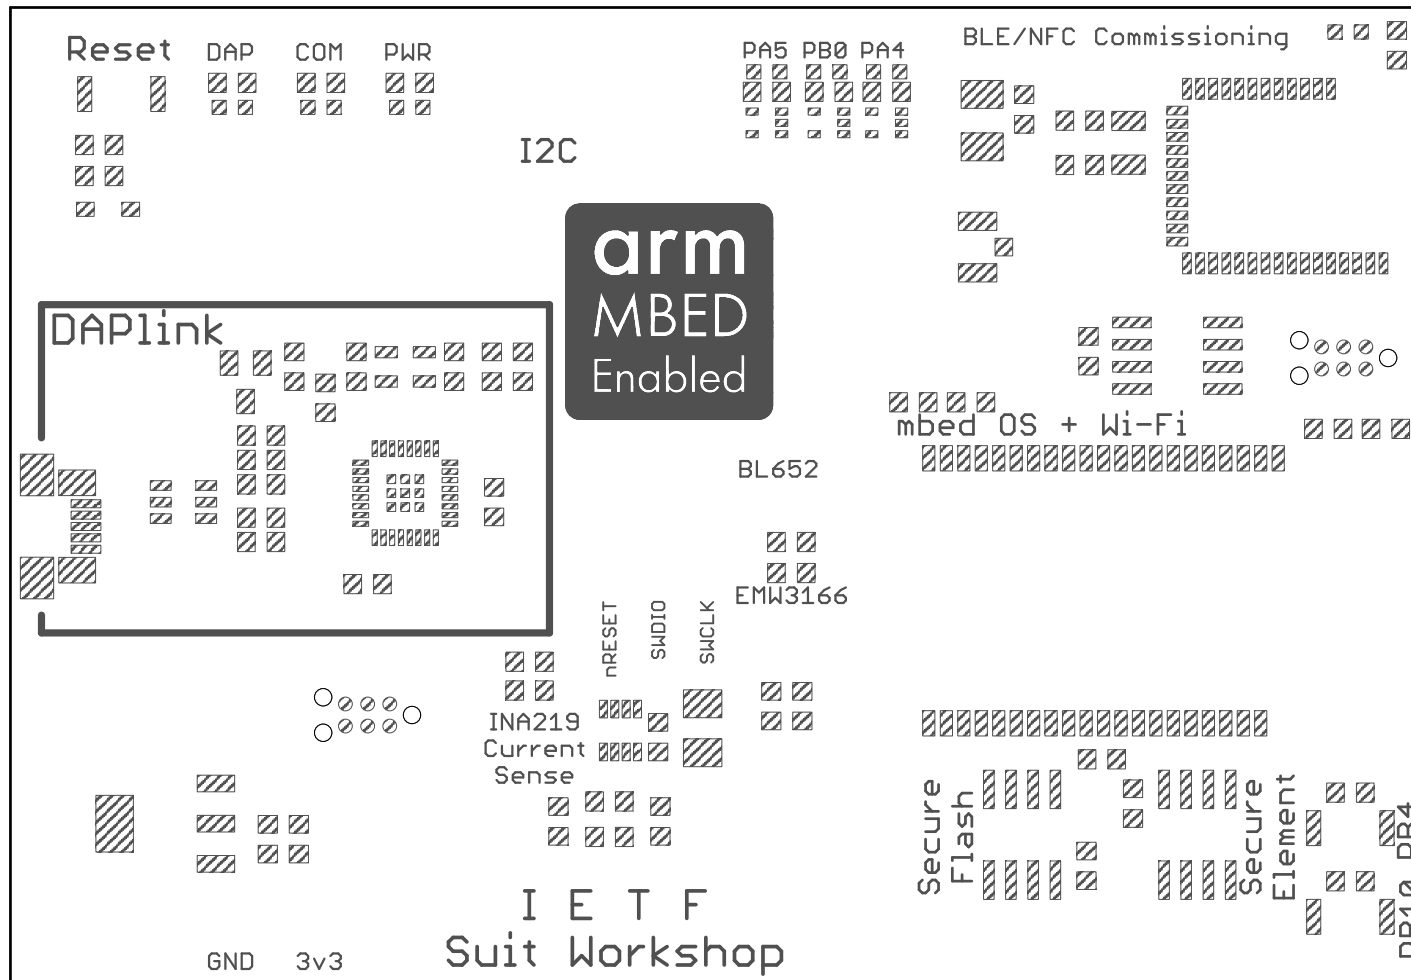 Reset
DAP
COM
PWR
PA5
PB0
PA4
BLE/NFC Commissioning
I2C
arm
MBED
Enabled
DAPlink
mbed OS + Wi-Fi
BL652
EMW3166
nRESET
SWDIO
SWCLK
INA219
Current
Sense
Secure
Flash
Secure
Element
I E T F
Suit Workshop
GND
3v3